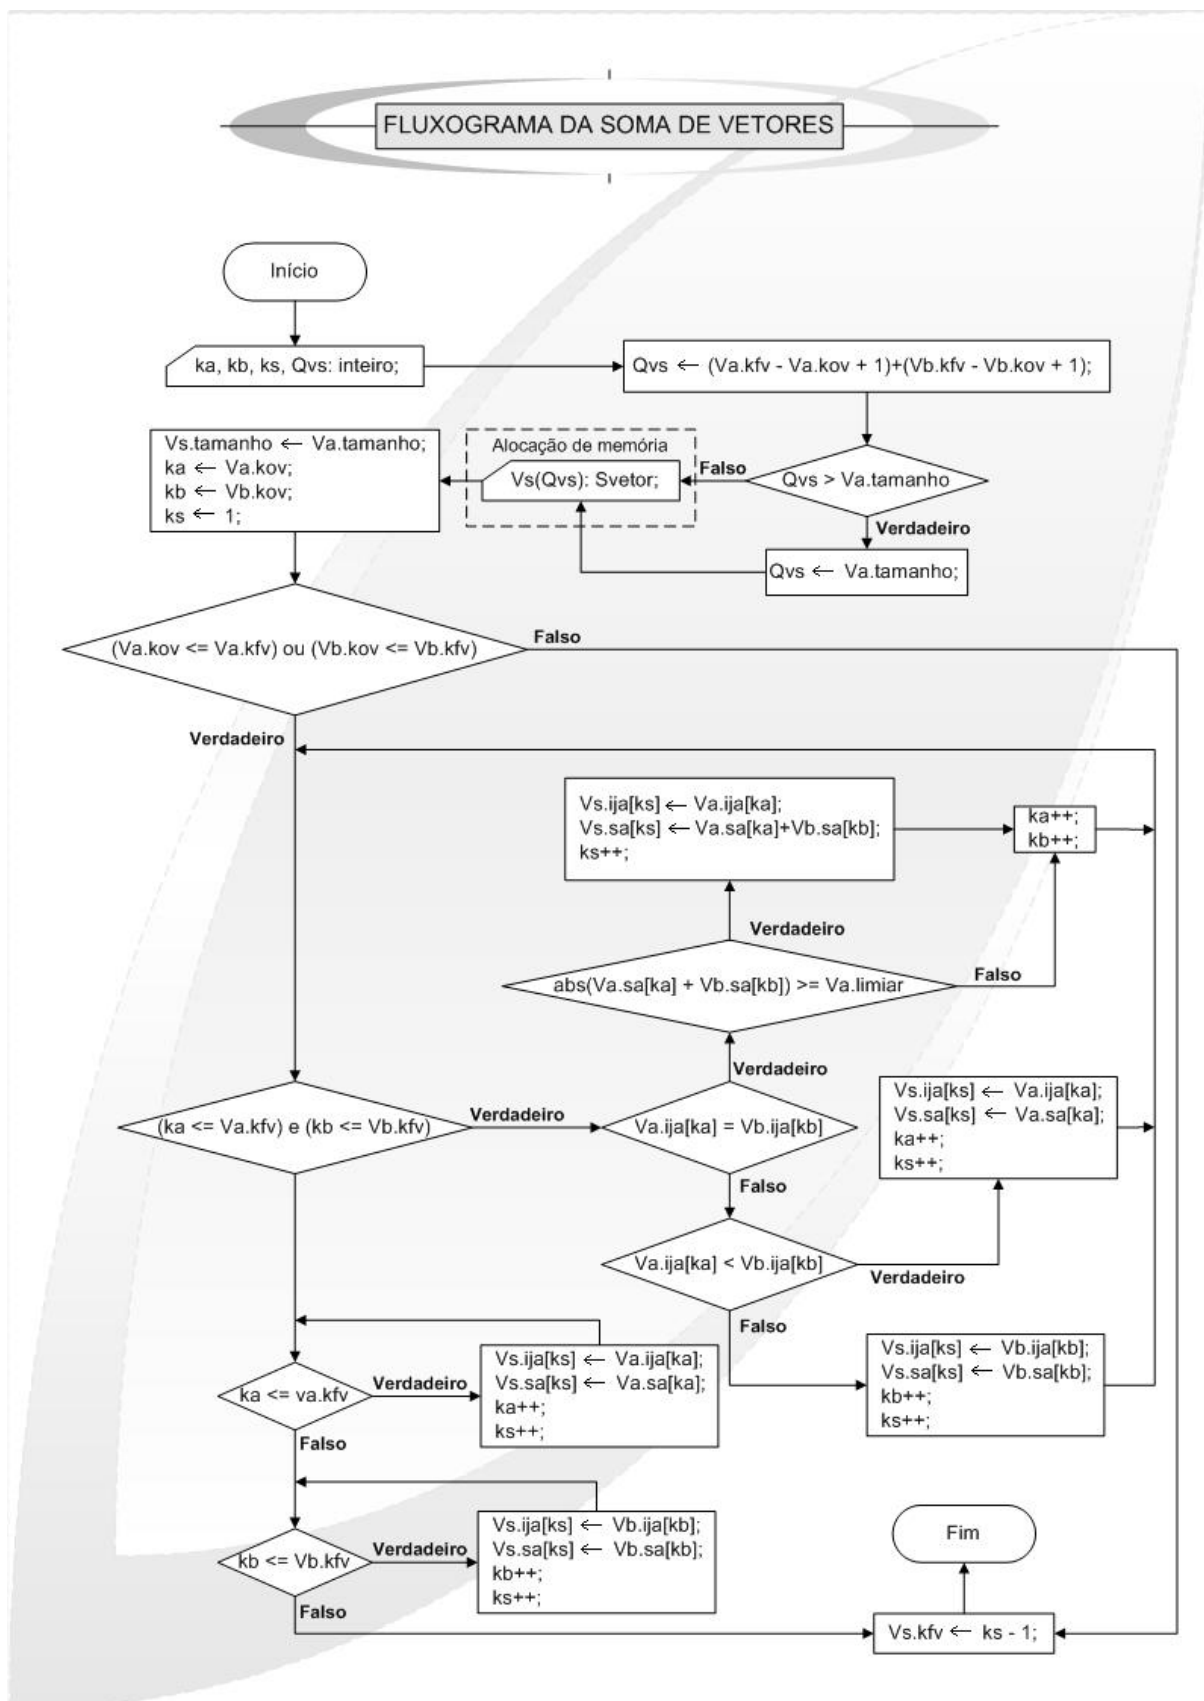 FLUXOGRAMA DA SOMA DE VETORES
Início
ka, kb, ks, Qvs: inteiro;
Qvs ← (Va.kfv - Va.kov + 1)+(Vb.kfv - Vb.kov + 1);
Qvs > Va.tamanho
Falso
Verdadeiro
Qvs ← Va.tamanho;
Alocação de memória
Vs(Qvs): Svetor;
Vs.tamanho ← Va.tamanho;
ka ← Va.kov;
kb ← Vb.kov;
ks ← 1;
(Va.kov <= Va.kfv) ou (Vb.kov <= Vb.kfv)
Falso
Verdadeiro
Vs.ija[ks] ← Va.ija[ka];
Vs.sa[ks] ← Va.sa[ka]+Vb.sa[kb];
ks++;
ka++;
kb++;
Verdadeiro
abs(Va.sa[ka] + Vb.sa[kb]) >= Va.limiar
Falso
Verdadeiro
(ka <= Va.kfv) e (kb <= Vb.kfv)
Verdadeiro
Va.ija[ka] = Vb.ija[kb]
Vs.ija[ks] ← Va.ija[ka];
Vs.sa[ks] ← Va.sa[ka];
ka++;
ks++;
Falso
Va.ija[ka] < Vb.ija[kb]
Verdadeiro
Falso
Vs.ija[ks] ← Vb.ija[kb];
Vs.sa[ks] ← Vb.sa[kb];
kb++;
ks++;
ka <= va.kfv
Verdadeiro
Vs.ija[ks] ← Va.ija[ka];
Vs.sa[ks] ← Va.sa[ka];
ka++;
ks++;
Falso
kb <= Vb.kfv
Verdadeiro
Vs.ija[ks] ← Vb.ija[kb];
Vs.sa[ks] ← Vb.sa[kb];
kb++;
ks++;
Falso
Vs.kfv ← ks - 1;
Fim